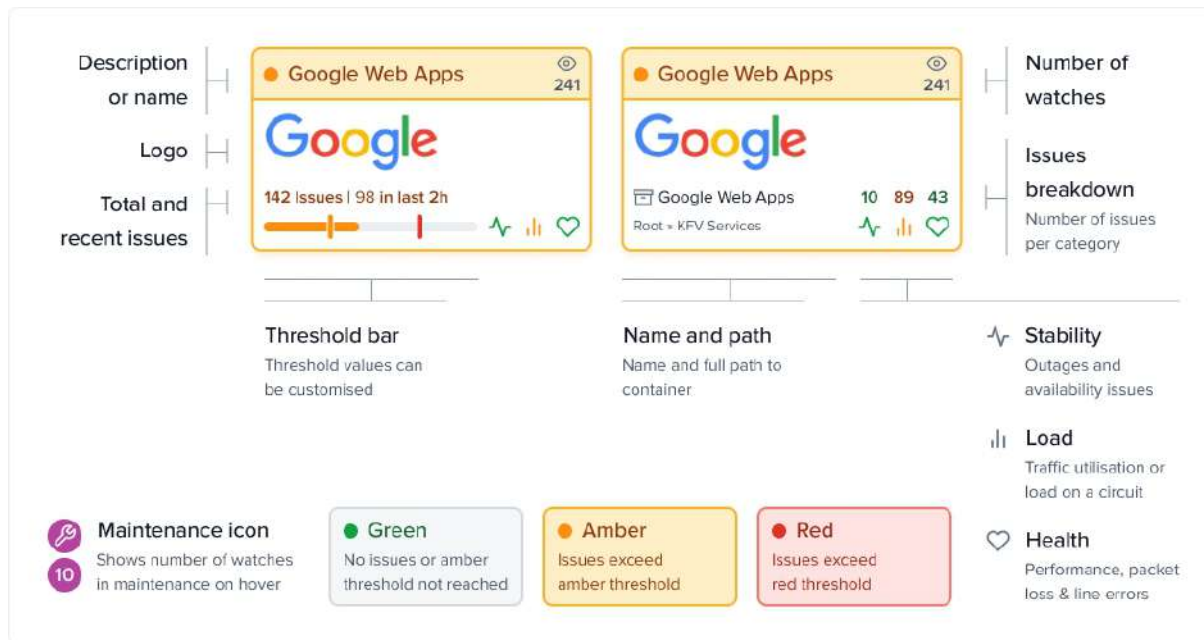 Description
or name
Logo
Total and
recent issues
Google Web Apps
241
Google
142 Issues | 98 in last 2h
Google Web Apps
241
Google
Google Web Apps
10 89 43
Root » KFV Services
Number of
watches
Issues
breakdown
Number of issues
per category
Threshold bar
Threshold values can
be customised
Name and path
Name and full path to
container
Stability
Outages and
availability issues
Load
Traffic utilisation or
load on a circuit
Health
Performance, packet
loss & line errors
10
Maintenance icon
Shows number of watches
in maintenance on hover
Green
No issues or amber
threshold not reached
Amber
Issues exceed
amber threshold
Red
Issues exceed
red threshold